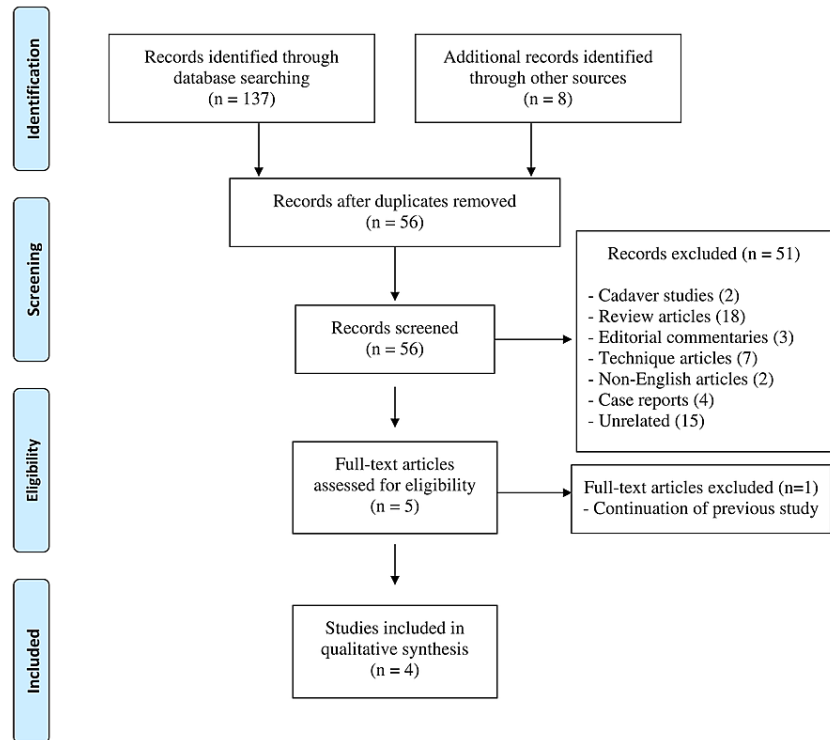 Identification
Records identified through
database searching
(n = 137)
Additional records identified
through other sources
(n = 8)
Screening
Records after duplicates removed
(n = 56)
Records screened
(n = 56)
Records excluded (n = 51)
- Cadaver studies (2)
- Review articles (18)
- Editorial commentaries (3)
- Technique articles (7)
- Non-English articles (2)
- Case reports (4)
- Unrelated (15)
Eligibility
Full-text articles
assessed for eligibility
(n = 5)
Full-text articles excluded (n=1)
- Continuation of previous study
Included
Studies included in
qualitative synthesis
(n = 4)